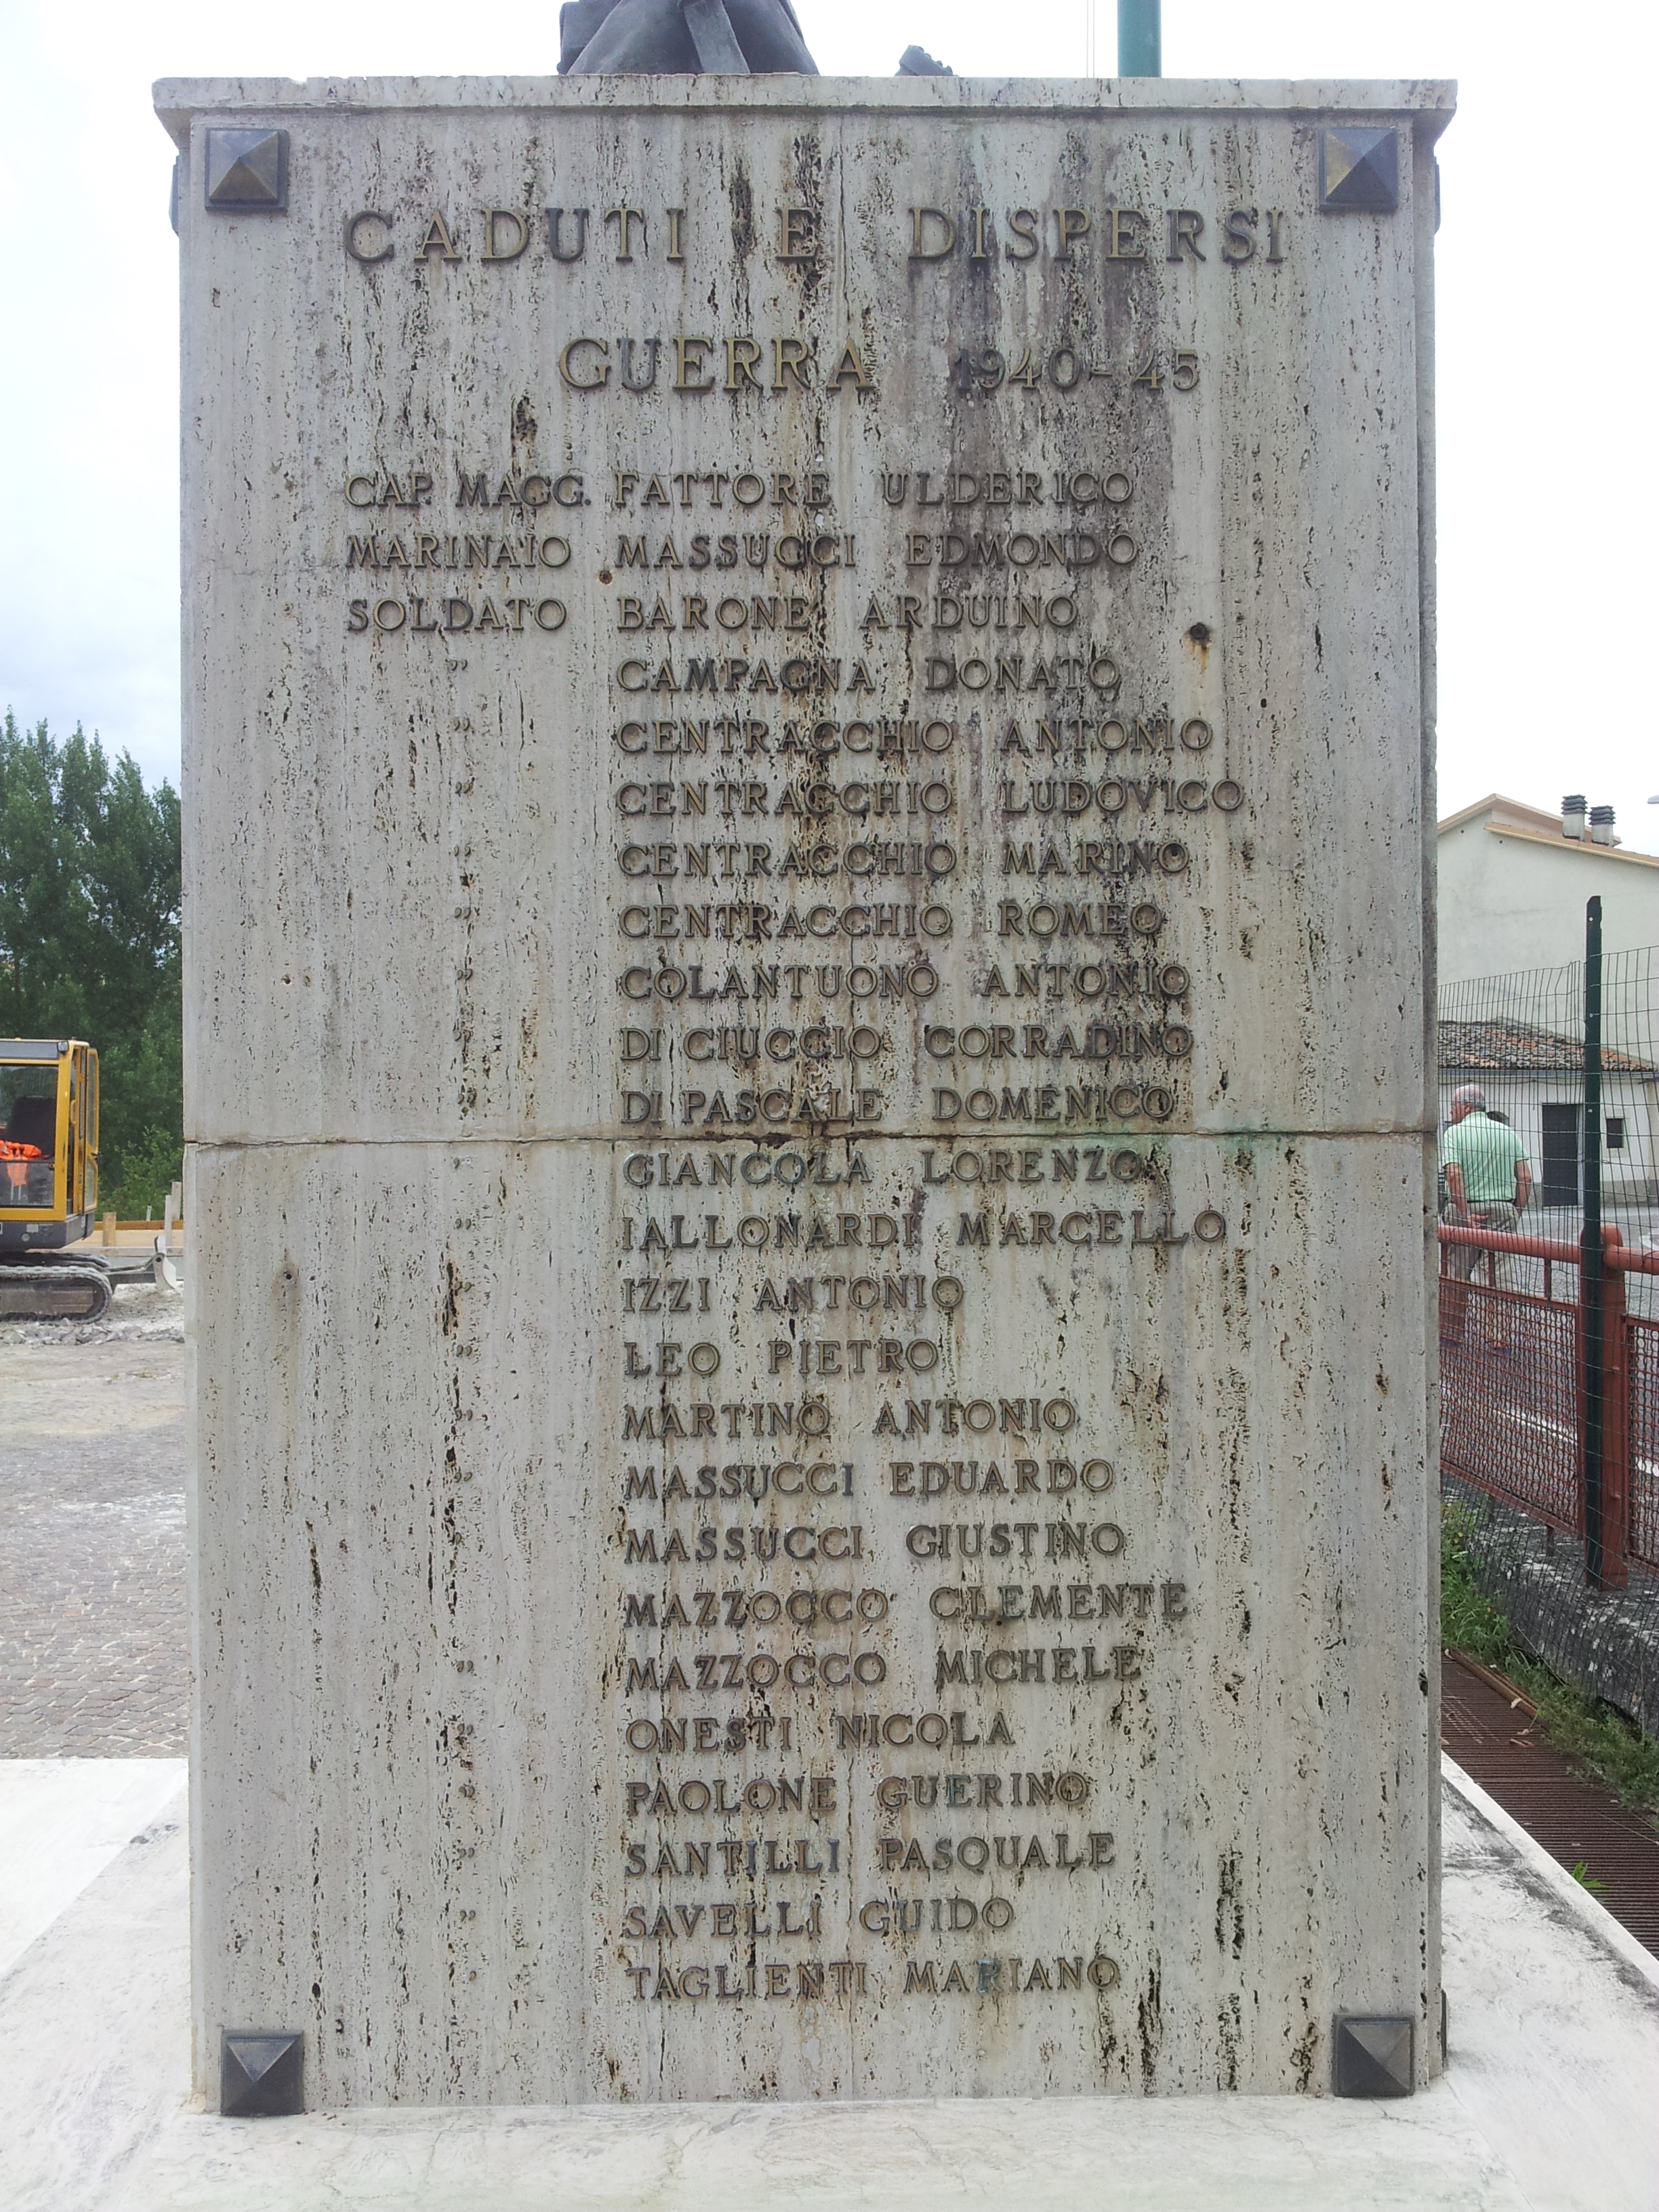 CADUTI E DISPERSI
GUERRA 1940-45
CAP. MAGG. FATTORE ULDERICO
MARINAIO MASSUCCI EDMONDO
SOLDATO BARONE ARDUINO
" CAMPAGNA DONATO
" CENTRACCHIO ANTONIO
" CENTRACCHIO LUDOVICO
" CENTRACCHIO MARINO
" CENTRACCHIO ROMEO
" COLANTUONO ANTONIO
" DI CIUCCIO CORRADINO
" DI PASCALE DOMENICO
" GIANCOLA LORENZO
" IALLONARDI MARCELLO
" IZZI ANTONIO
" LEO PIETRO
" MARTINO ANTONIO
" MASSUCCI EDUARDO
" MASSUCCI GIUSTINO
" MAZZOCCO CLEMENTE
" MAZZOCCO MICHELE
" ONESTI NICOLA
" PAOLONE GUERINO
" SANTILLI PASQUALE
" SAVELLI GUIDO
" TAGLIENTI MARIANO